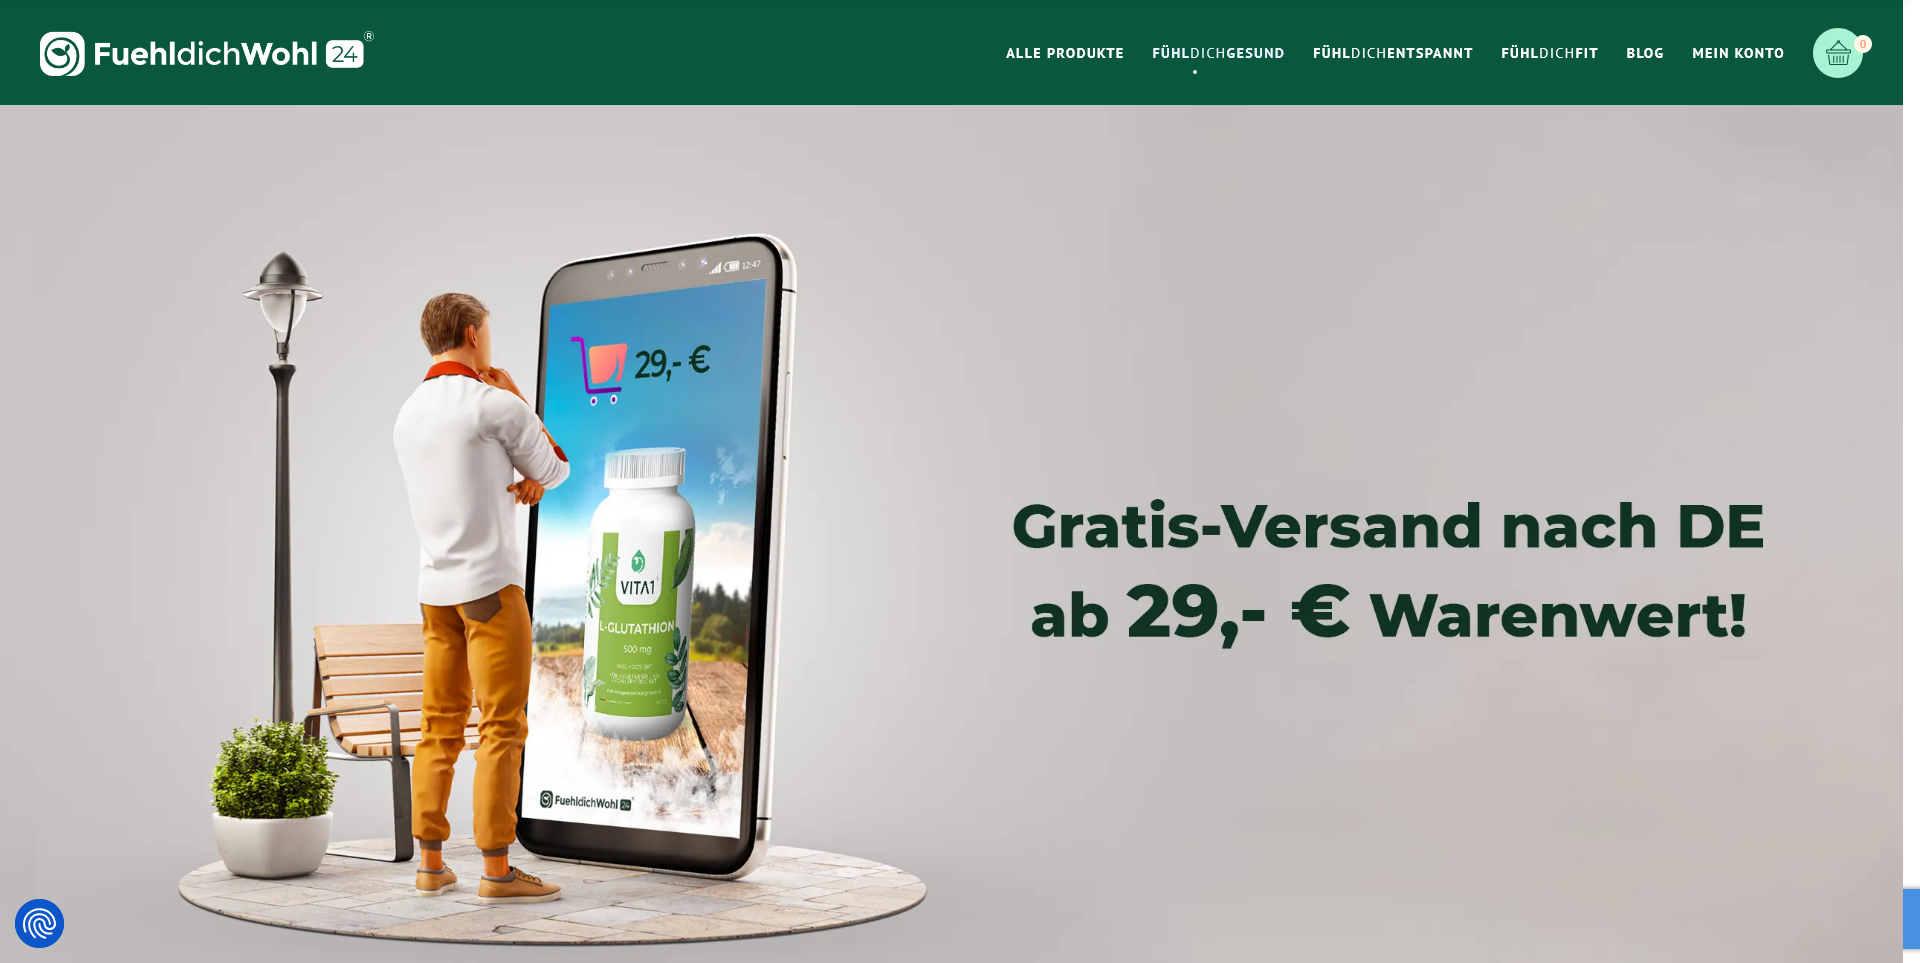 FuehldichWohl 24®
ALLE PRODUKTE
FÜHLDICHGESUND
FÜHLDICHENTSPANNT
FÜHLDICHFIT
BLOG
MEIN KONTO
0
12:47
29,- €
VITA1
L-GLUTATHION
500 mg
FuehldichWohl 24®
Gratis-Versand nach DE
ab 29,- € Warenwert!